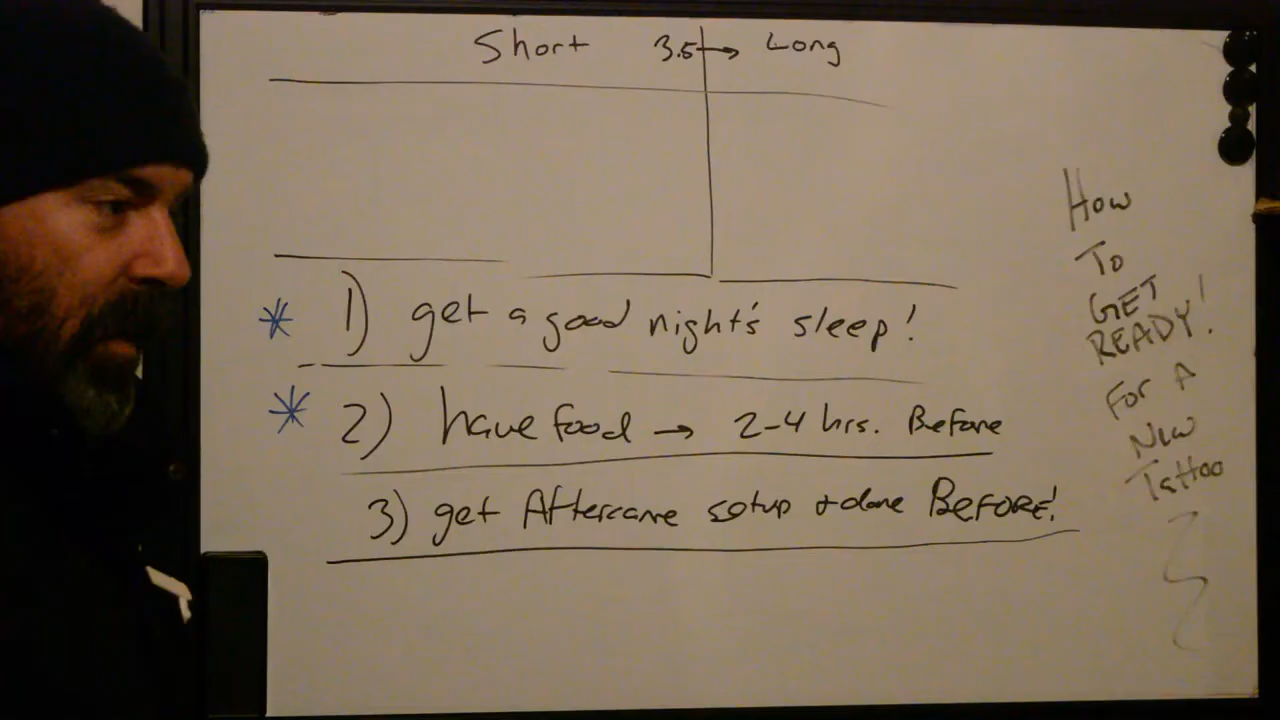 Short 3.5 → Long
* 1) get a good night's sleep!
* 2) have food → 2-4 hrs. Before
3) get Aftercare setup + done BEFORE!
How
To
GET
READY!
For A
New
Tattoo